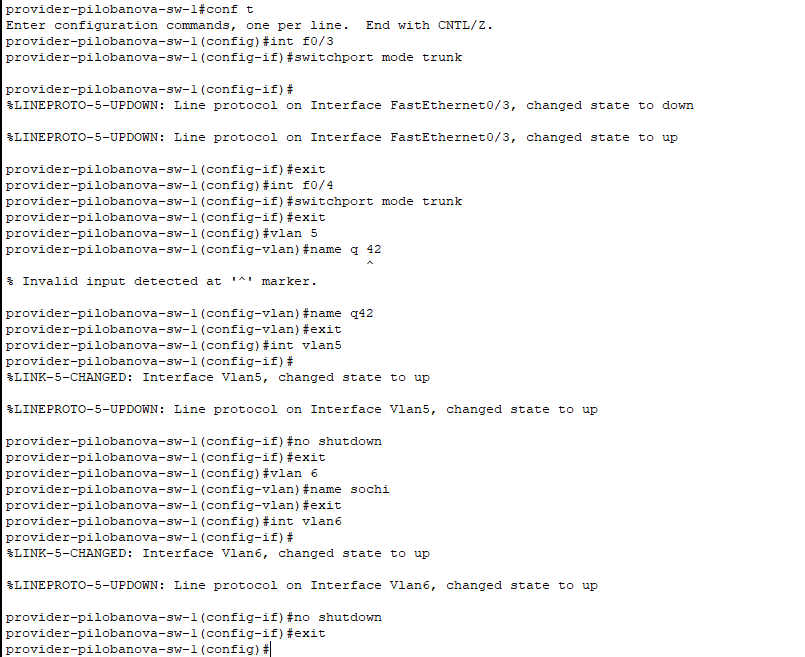 provider-pilobanova-sw-1#conf t
Enter configuration commands, one per line.  End with CNTL/Z.
provider-pilobanova-sw-1(config)#int f0/3
provider-pilobanova-sw-1(config-if)#switchport mode trunk
provider-pilobanova-sw-1(config-if)#
%LINEPROTO-5-UPDOWN: Line protocol on Interface FastEthernet0/3, changed state to down
%LINEPROTO-5-UPDOWN: Line protocol on Interface FastEthernet0/3, changed state to up
provider-pilobanova-sw-1(config-if)#exit
provider-pilobanova-sw-1(config)#int f0/4
provider-pilobanova-sw-1(config-if)#switchport mode trunk
provider-pilobanova-sw-1(config-if)#exit
provider-pilobanova-sw-1(config)#vlan 5
provider-pilobanova-sw-1(config-vlan)#name q 42
^
% Invalid input detected at '^' marker.
provider-pilobanova-sw-1(config-vlan)#name q42
provider-pilobanova-sw-1(config-vlan)#exit
provider-pilobanova-sw-1(config)#int vlan5
provider-pilobanova-sw-1(config-if)#
%LINK-5-CHANGED: Interface Vlan5, changed state to up
%LINEPROTO-5-UPDOWN: Line protocol on Interface Vlan5, changed state to up
provider-pilobanova-sw-1(config-if)#no shutdown
provider-pilobanova-sw-1(config-if)#exit
provider-pilobanova-sw-1(config)#vlan 6
provider-pilobanova-sw-1(config-vlan)#name sochi
provider-pilobanova-sw-1(config-vlan)#exit
provider-pilobanova-sw-1(config)#int vlan6
provider-pilobanova-sw-1(config-if)#
%LINK-5-CHANGED: Interface Vlan6, changed state to up
%LINEPROTO-5-UPDOWN: Line protocol on Interface Vlan6, changed state to up
provider-pilobanova-sw-1(config-if)#no shutdown
provider-pilobanova-sw-1(config-if)#exit
provider-pilobanova-sw-1(config)#